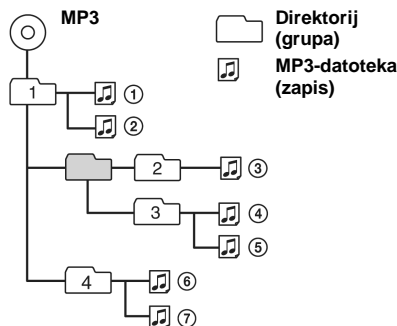 MP3
Direktorij
(grupa)
MP3-datoteka
(zapis)
1
①
②
2
③
3
④
⑤
4
⑥
⑦